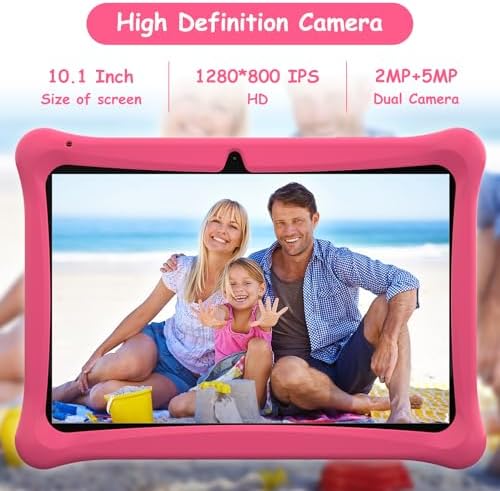 High Definition Camera
10.1 Inch
Size of screen
1280*800 IPS
HD
2MP+5MP
Dual Camera